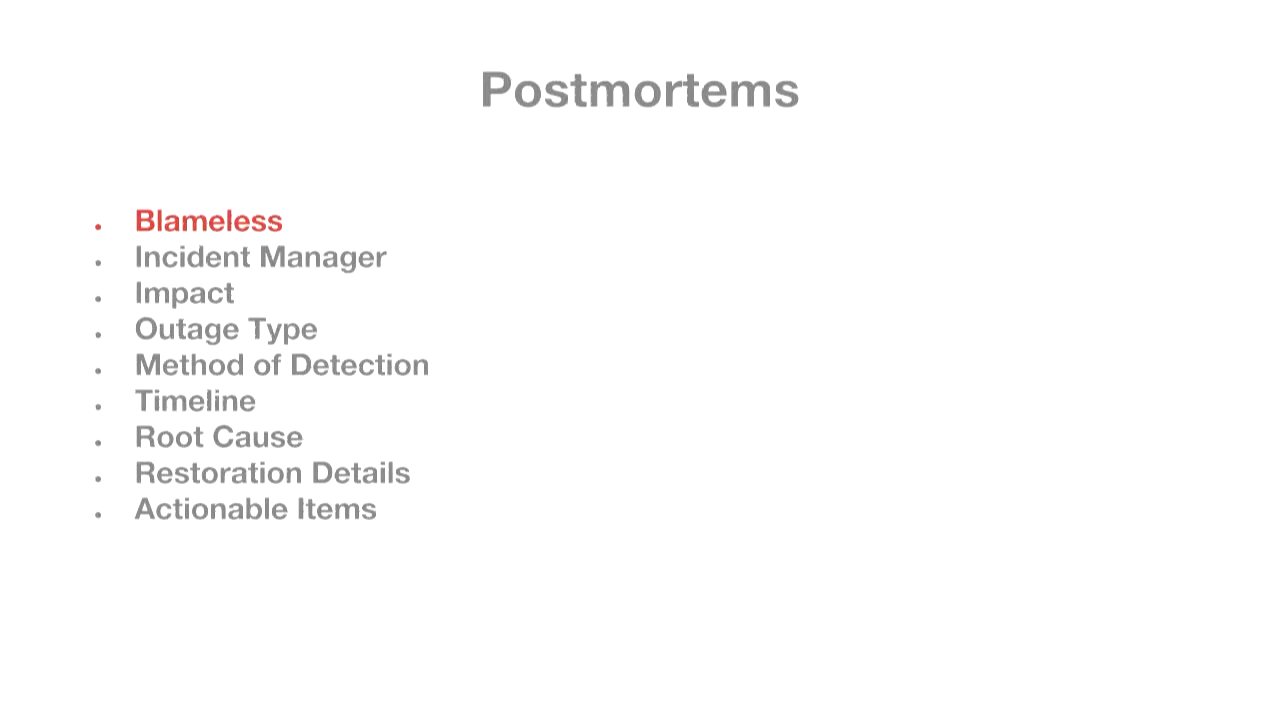 Postmortems
• Blameless
• Incident Manager
• Impact
• Outage Type
• Method of Detection
• Timeline
• Root Cause
• Restoration Details
• Actionable Items